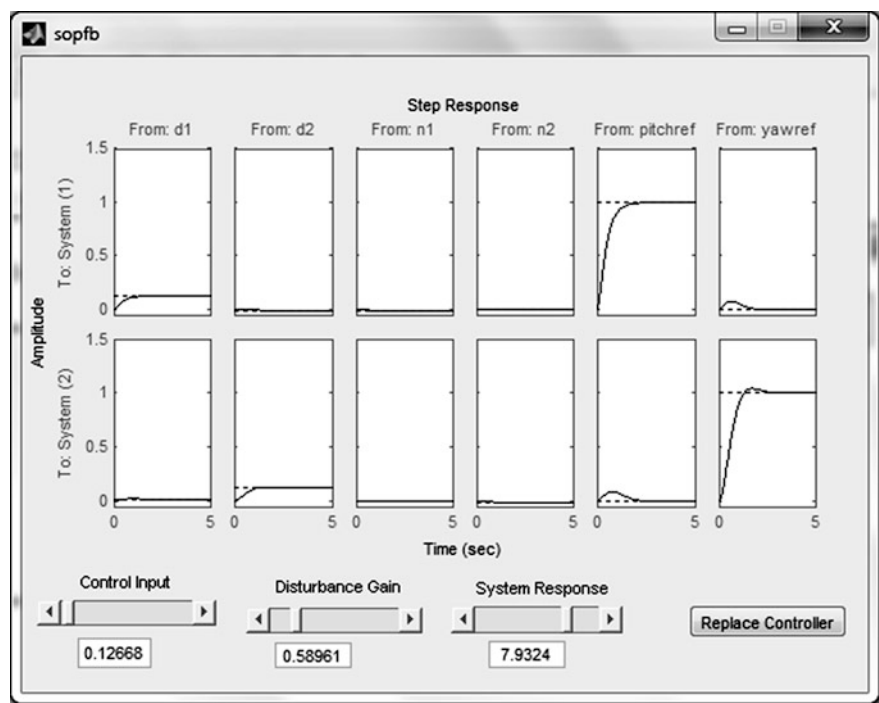 sopfb
Step Response
From: d1 From: d2 From: n1 From: n2 From: pitchref From: yawref
To: System (1)
1.5
1
0.5
0
Amplitude
To: System (2)
1.5
1
0.5
0
0 5 0 5 0 5 0 5 0 5 0 5
Time (sec)
Control Input Disturbance Gain System Response
Replace Controller
0.12668 0.58961 7.9324